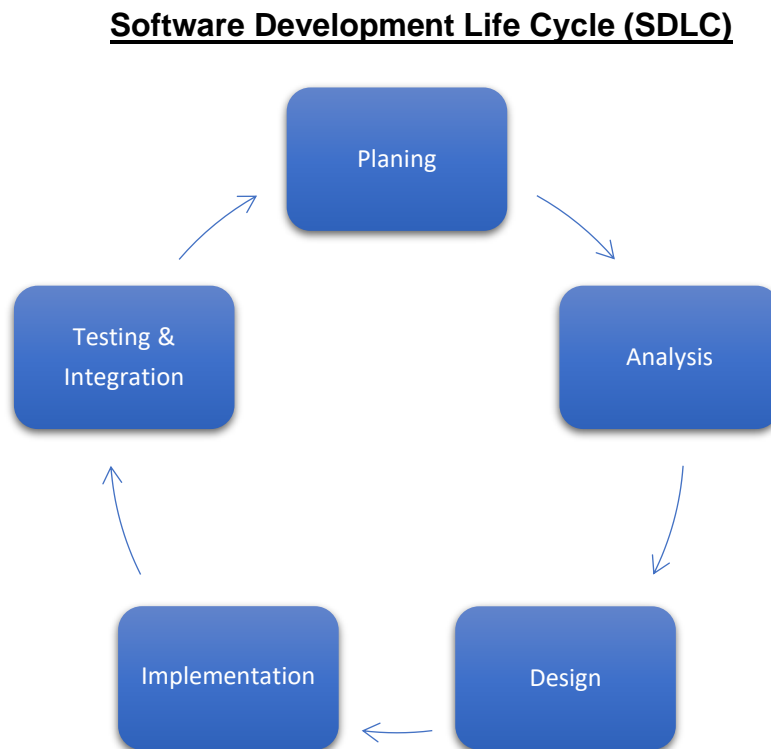 Software Development Life Cycle (SDLC)
Planing
Analysis
Design
Implementation
Testing &
Integration